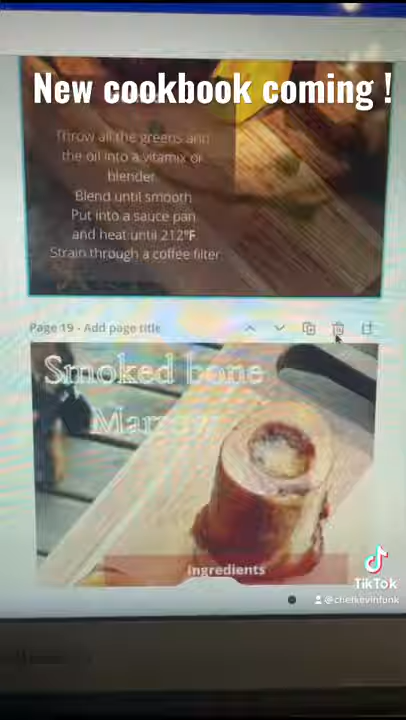 New cookbook coming !
Throw all the greens and
the oil into a vitamix or
blender.
Blend until smooth
Put into a sauce pan
and heat until 212°F
Strain through a coffee filter
Page 19 - Add page title
Smoked bone
Marrow
Ingredients
TikTok
@chefkevinfunk